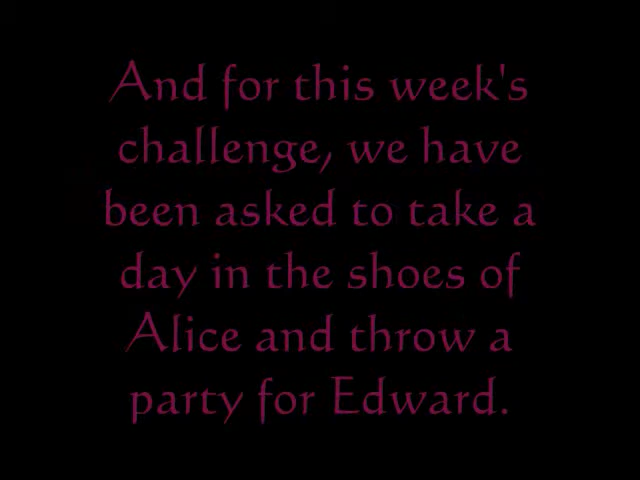 And for this week's
challenge, we have
been asked to take a
day in the shoes of
Alice and throw a
party for Edward.